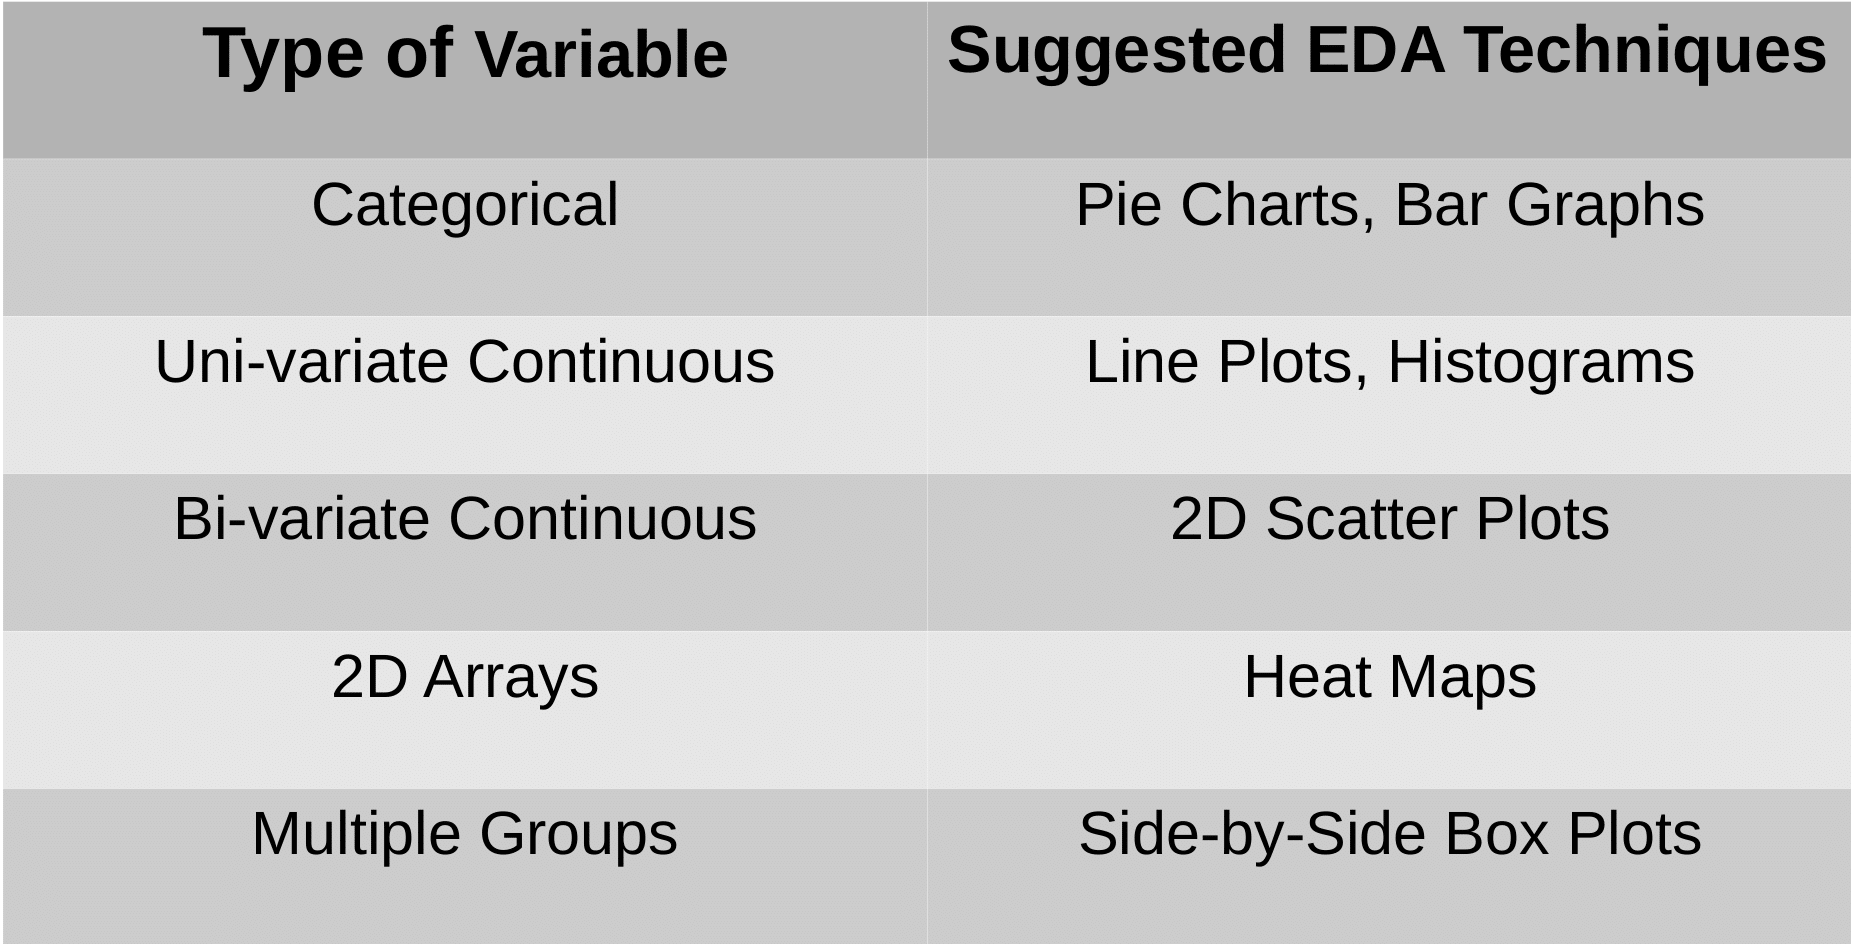 Type of Variable
Suggested EDA Techniques
Categorical
Pie Charts, Bar Graphs
Uni-variate Continuous
Line Plots, Histograms
Bi-variate Continuous
2D Scatter Plots
2D Arrays
Heat Maps
Multiple Groups
Side-by-Side Box Plots